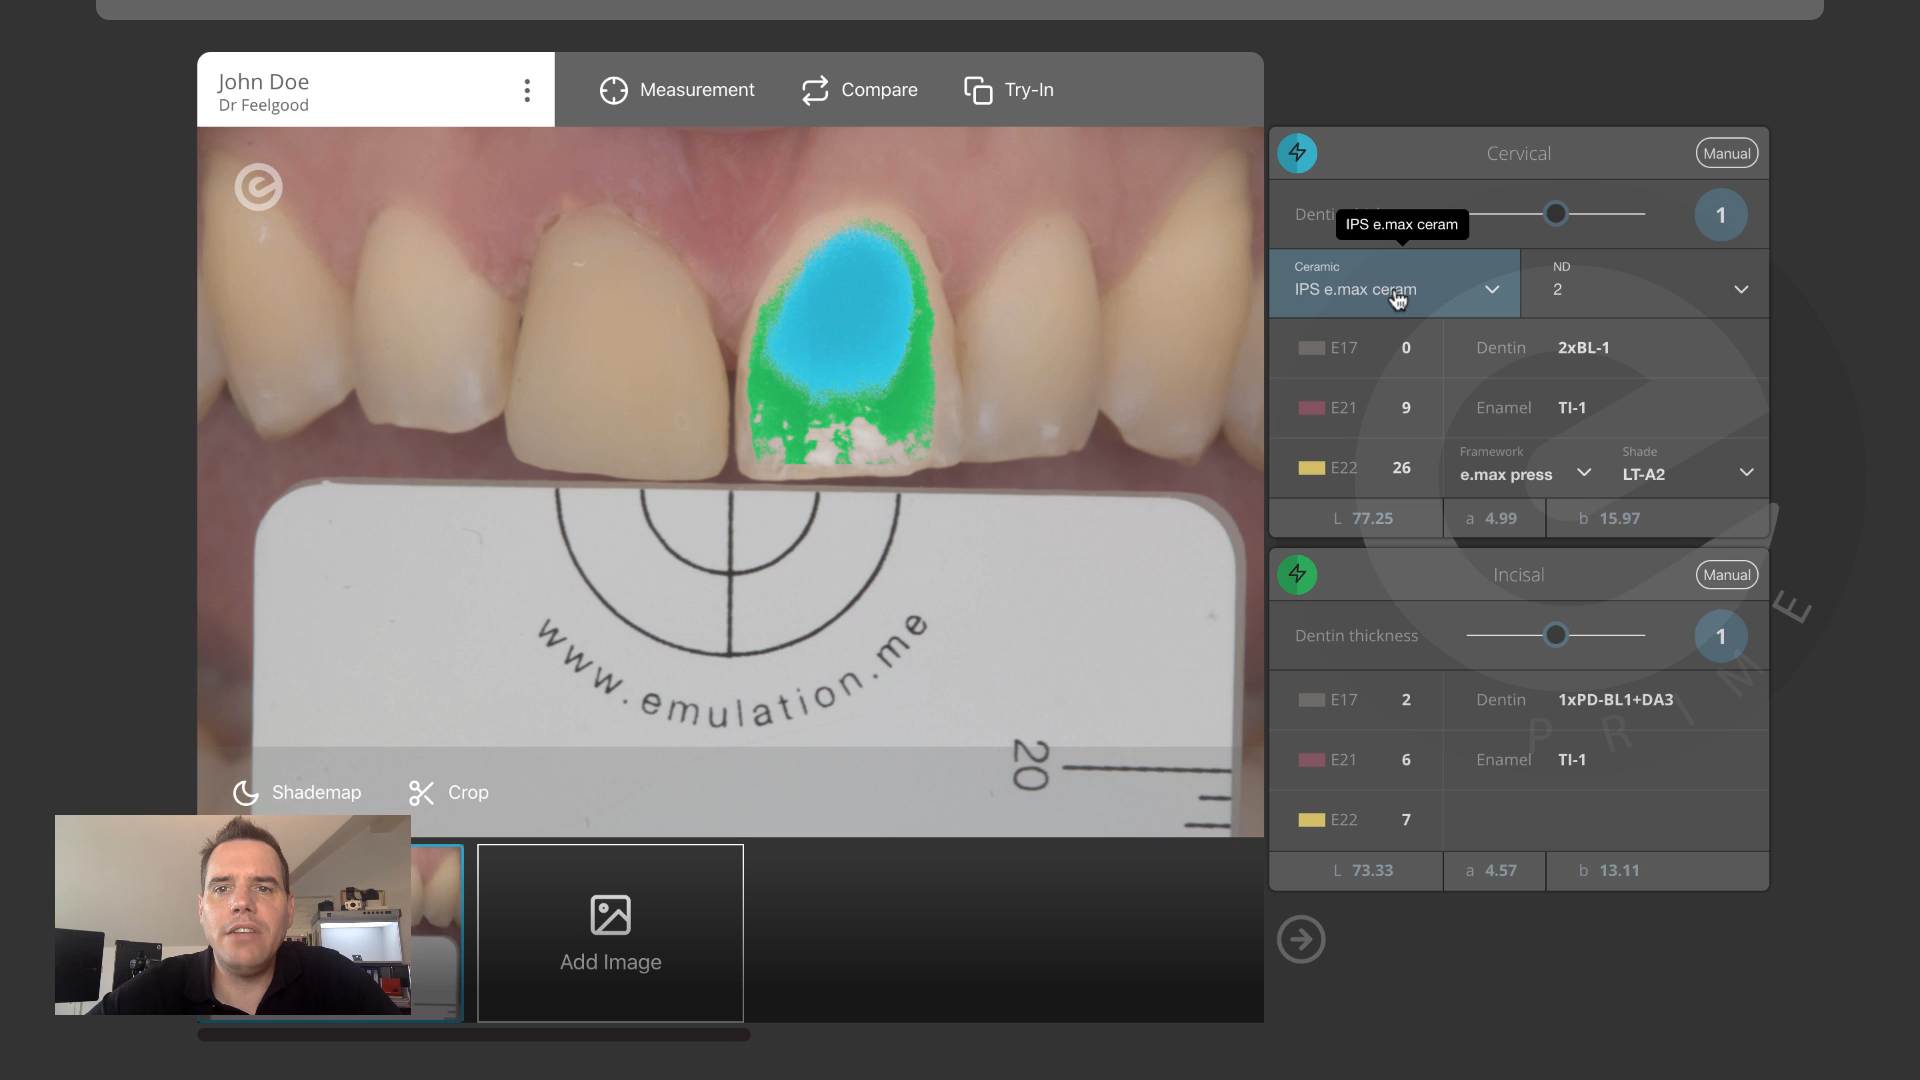 John Doe
Dr Feelgood
Measurement
Compare
Try-In
Cervical
Manual
1
IPS e.max ceram
Ceramic
IPS e.max ceram
ND
2
E17 0 Dentin 2xBL-1
E21 9 Enamel TI-1
E22 26
Framework
e.max press
Shade
LT-A2
L 77.25 a 4.99 b 15.97
Incisal
Manual
Dentin thickness
1
E17 2 Dentin 1xPD-BL1+DA3
E21 6 Enamel TI-1
E22 7
L 73.33 a 4.57 b 13.11
PRIME
www.emulation.me
20
Shademap
Crop
Add Image